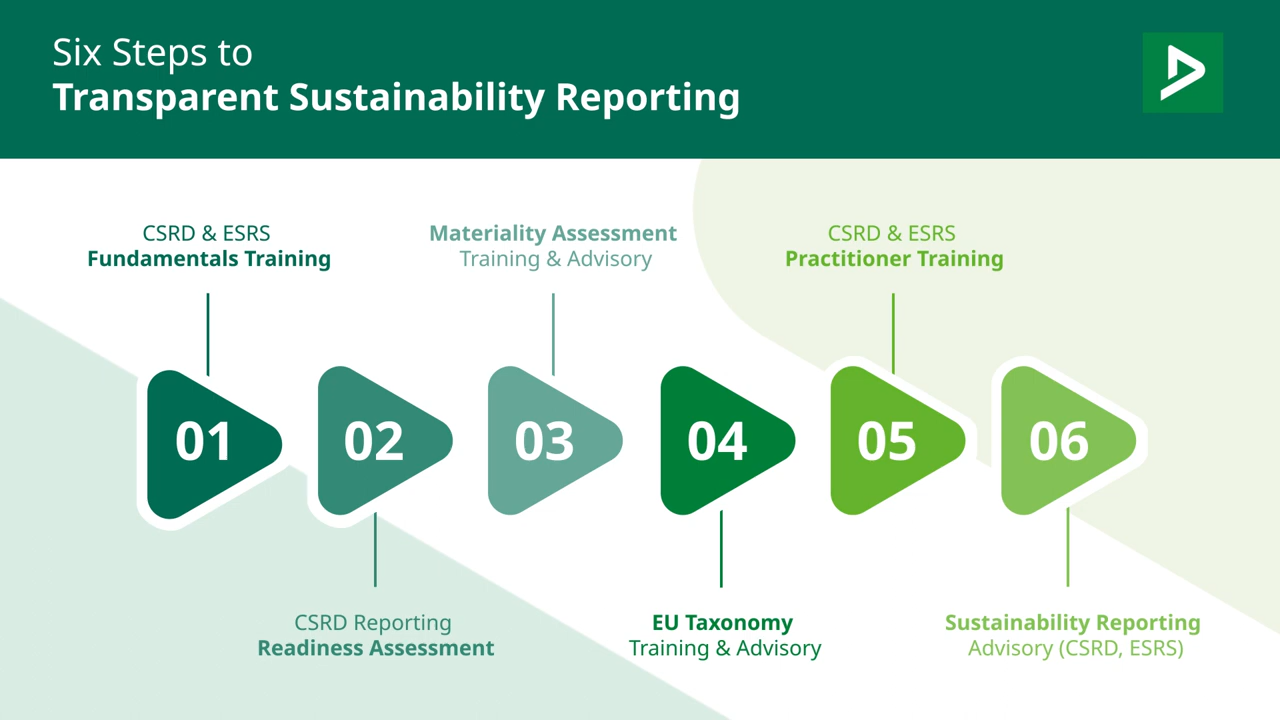 Six Steps to
Transparent Sustainability Reporting
CSRD & ESRS
Fundamentals Training
Materiality Assessment
Training & Advisory
CSRD & ESRS
Practitioner Training
01
02
03
04
05
06
CSRD Reporting
Readiness Assessment
EU Taxonomy
Training & Advisory
Sustainability Reporting
Advisory (CSRD, ESRS)